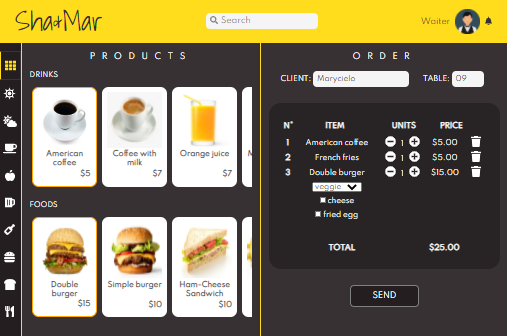 Sha&Mar
Search
Waiter
PRODUCTS
DRINKS
American coffee $5
Coffee with milk $7
Orange juice $7
FOODS
Double burger $15
Simple burger $10
Ham-Cheese Sandwich $10
ORDER
CLIENT: Marycielo TABLE: 09
N° ITEM UNITS PRICE
1 American coffee 1 $5.00
2 French fries 1 $5.00
3 Double burger 1 $15.00
veggie
cheese
fried egg
TOTAL $25.00
SEND